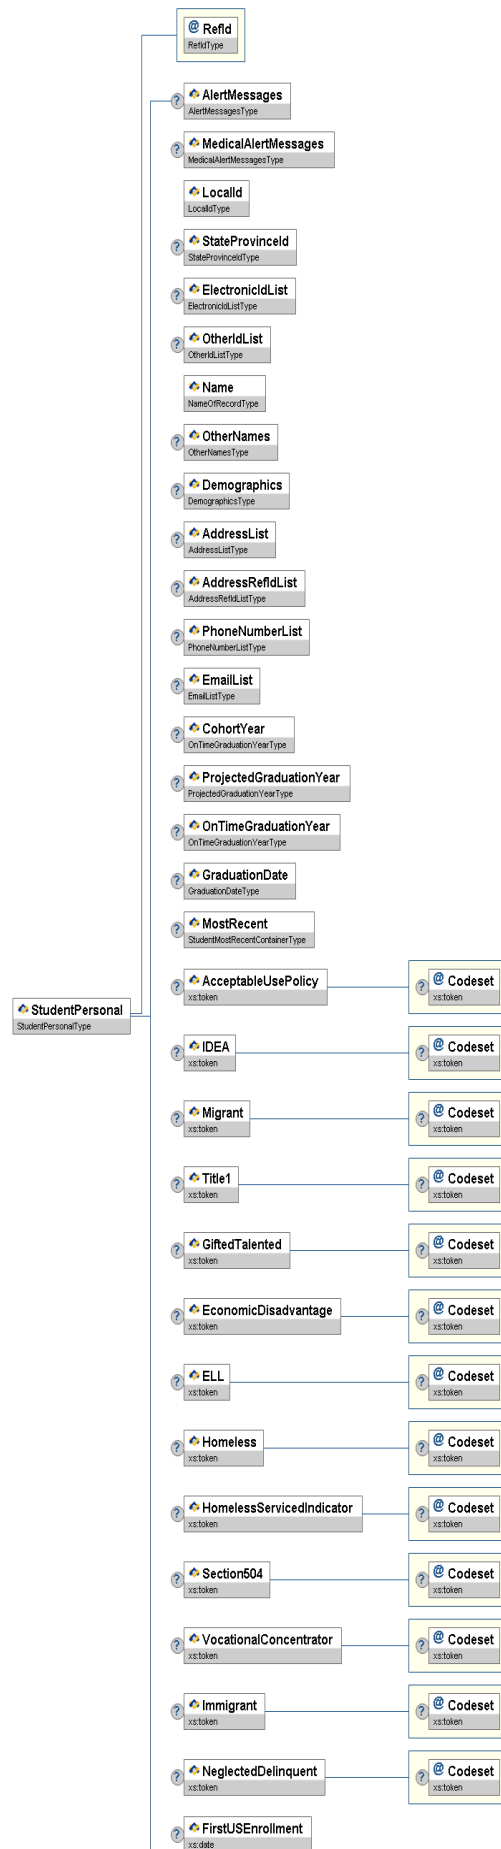 @ RefId
RefIdType
? AlertMessages
AlertMessagesType
? MedicalAlertMessages
MedicalAlertMessagesType
LocalId
LocalIdType
? StateProvinceId
StateProvinceIdType
? ElectronicIdList
ElectronicIdListType
? OtherIdList
OtherIdListType
Name
NameOfRecordType
? OtherNames
OtherNamesType
? Demographics
DemographicsType
? AddressList
AddressListType
? AddressRefIdList
AddressRefIdListType
? PhoneNumberList
PhoneNumberListType
? EmailList
EmailListType
? CohortYear
OnTimeGraduationYearType
? ProjectedGraduationYear
ProjectedGraduationYearType
? OnTimeGraduationYear
OnTimeGraduationYearType
? GraduationDate
GraduationDateType
? MostRecent
StudentMostRecentContainerType
? AcceptableUsePolicy ? @ Codeset
xs:token xs:token
StudentPersonal
StudentPersonalType
? IDEA ? @ Codeset
xs:token xs:token
? Migrant ? @ Codeset
xs:token xs:token
? Title1 ? @ Codeset
xs:token xs:token
? GiftedTalented ? @ Codeset
xs:token xs:token
? EconomicDisadvantage ? @ Codeset
xs:token xs:token
? ELL ? @ Codeset
xs:token xs:token
? Homeless ? @ Codeset
xs:token xs:token
? HomelessServicedIndicator ? @ Codeset
xs:token xs:token
? Section504 ? @ Codeset
xs:token xs:token
? VocationalConcentrator ? @ Codeset
xs:token xs:token
? Immigrant ? @ Codeset
xs:token xs:token
? NeglectedDelinquent ? @ Codeset
xs:token xs:token
? FirstUSEnrollment
xs:date